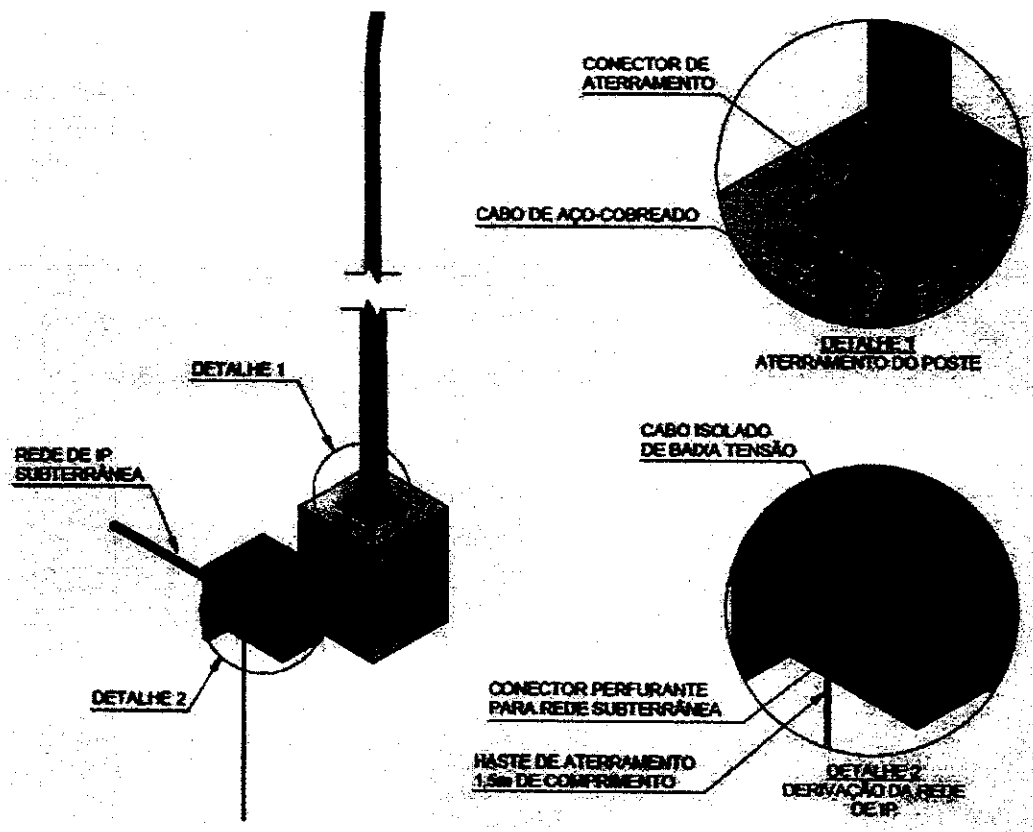 CONECTOR DE
ATERRAMENTO
CABO DE AÇO-COBREADO
DETALHE 1
ATERRAMENTO DO POSTE
DETALHE 1
REDE DE IP
SUBTERRÂNEA
DETALHE 2
CABO ISOLADO
DE BAIXA TENSÃO
CONECTOR PERFURANTE
PARA REDE SUBTERRÂNEA
HASTE DE ATERRAMENTO
1,5m DE COMPRIMENTO
DETALHE 2
DERIVAÇÃO DA REDE
DE IP